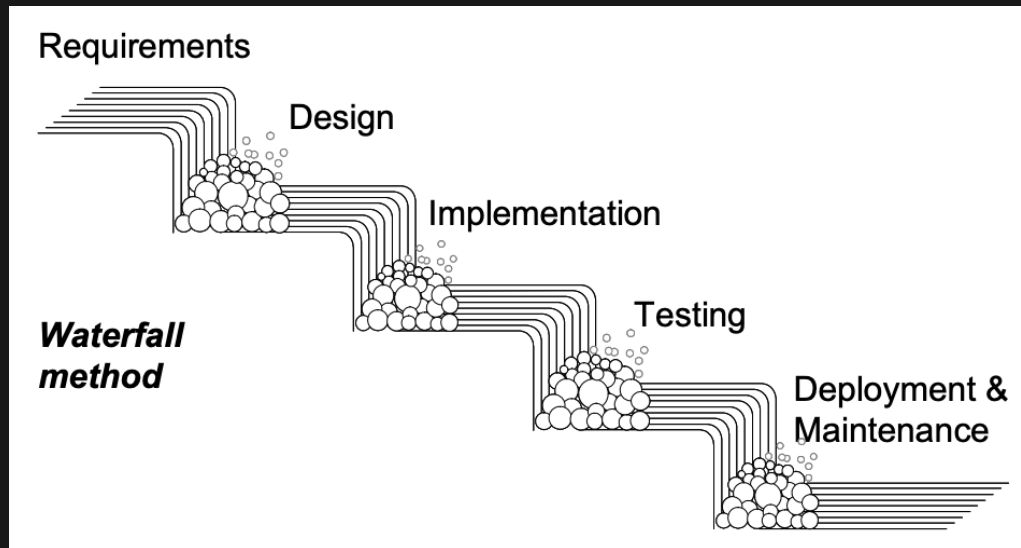 Requirements
Design
Implementation
Testing
Waterfall
method
Deployment &
Maintenance